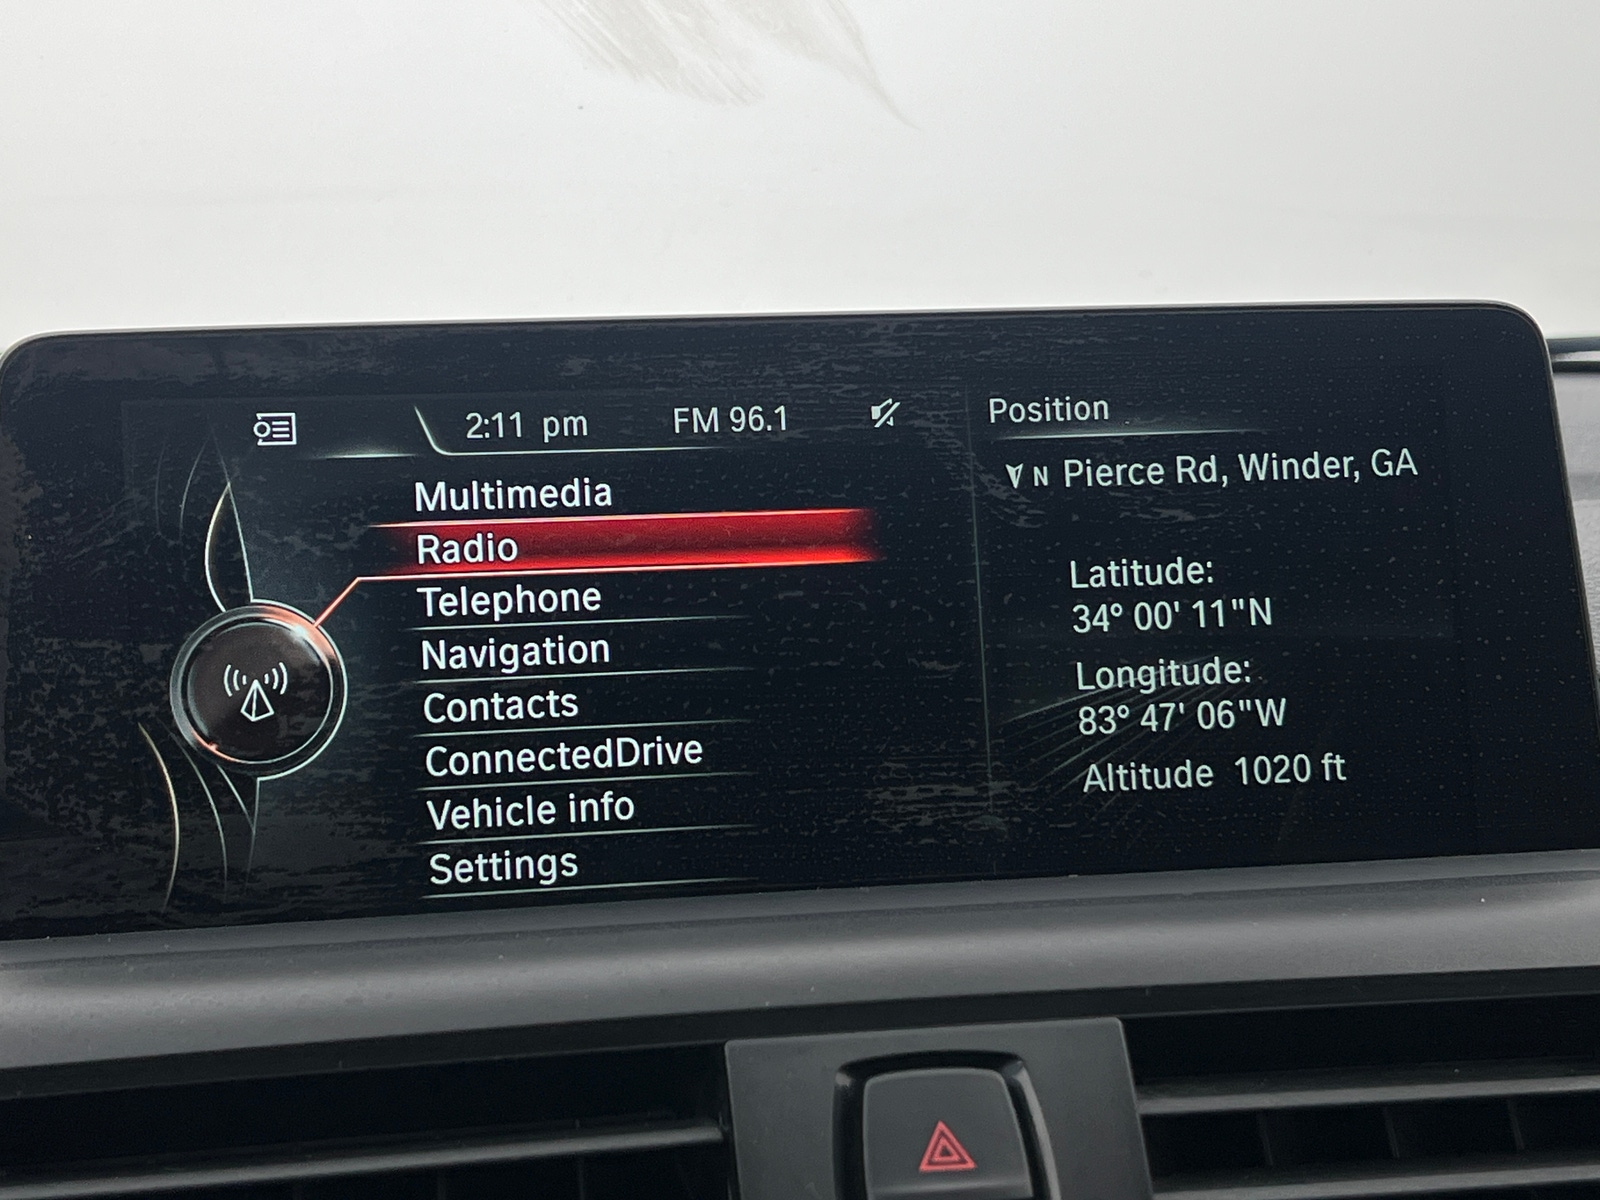 2:11 pm FM 96.1
Multimedia
Radio
Telephone
Navigation
Contacts
ConnectedDrive
Vehicle info
Settings
Position
N Pierce Rd, Winder, GA
Latitude:
34° 00' 11"N
Longitude:
83° 47' 06"W
Altitude 1020 ft